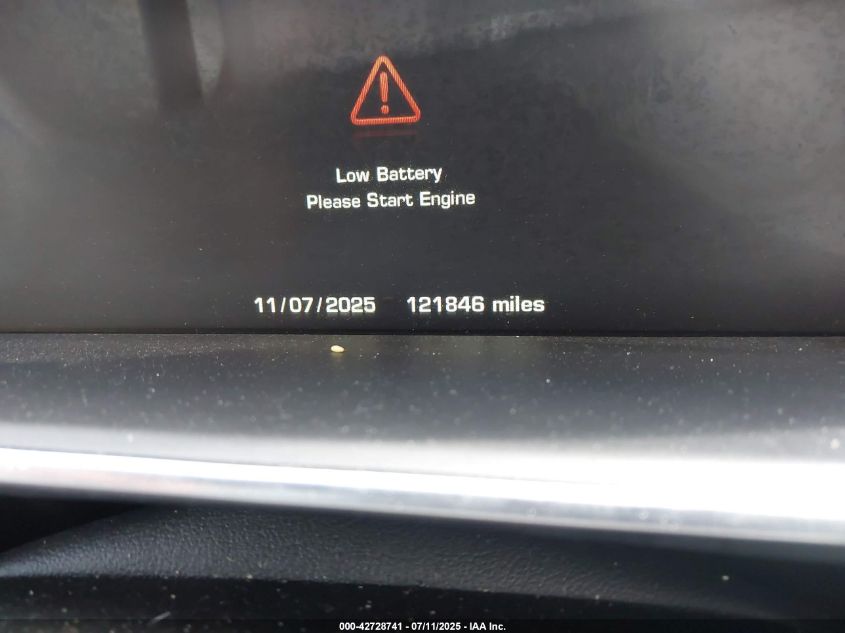 Low Battery
Please Start Engine
11/07/2025 121846 miles
000-42728741 - 07/11/2025 - IAA Inc.